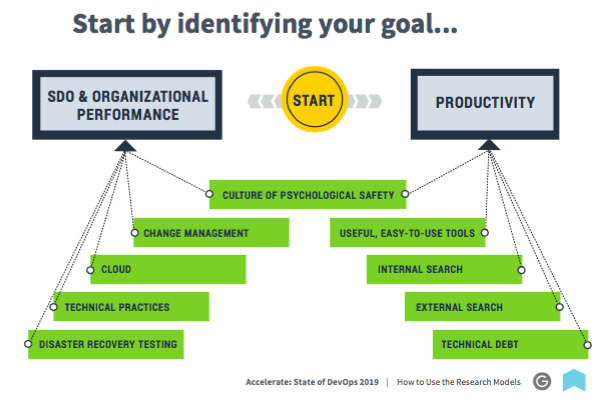 Start by identifying your goal...
SDO & ORGANIZATIONAL
PERFORMANCE
START
PRODUCTIVITY
CULTURE OF PSYCHOLOGICAL SAFETY
CHANGE MANAGEMENT
USEFUL, EASY-TO-USE TOOLS
CLOUD
INTERNAL SEARCH
TECHNICAL PRACTICES
EXTERNAL SEARCH
DISASTER RECOVERY TESTING
TECHNICAL DEBT
Accelerate: State of DevOps 2019 | How to Use the Research Models
G